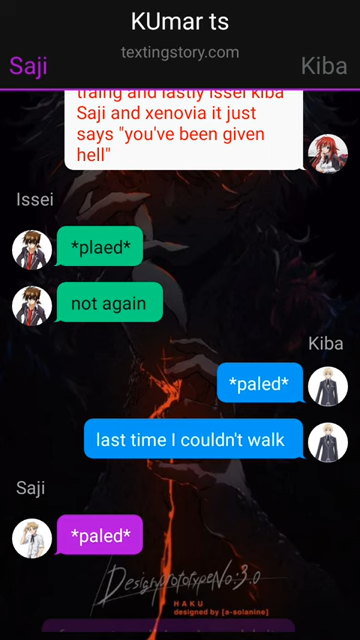 KUmar ts
textingstory.com
Saji
Kiba
traing and lastly issei kiba
Saji and xenovia it just
says "you've been given
hell"
Issei
*plaed*
not again
Kiba
*paled*
last time I couldn't walk
Saji
*paled*
DesignprototypeNo:3.0
HAKU
designed by [a-solanine]